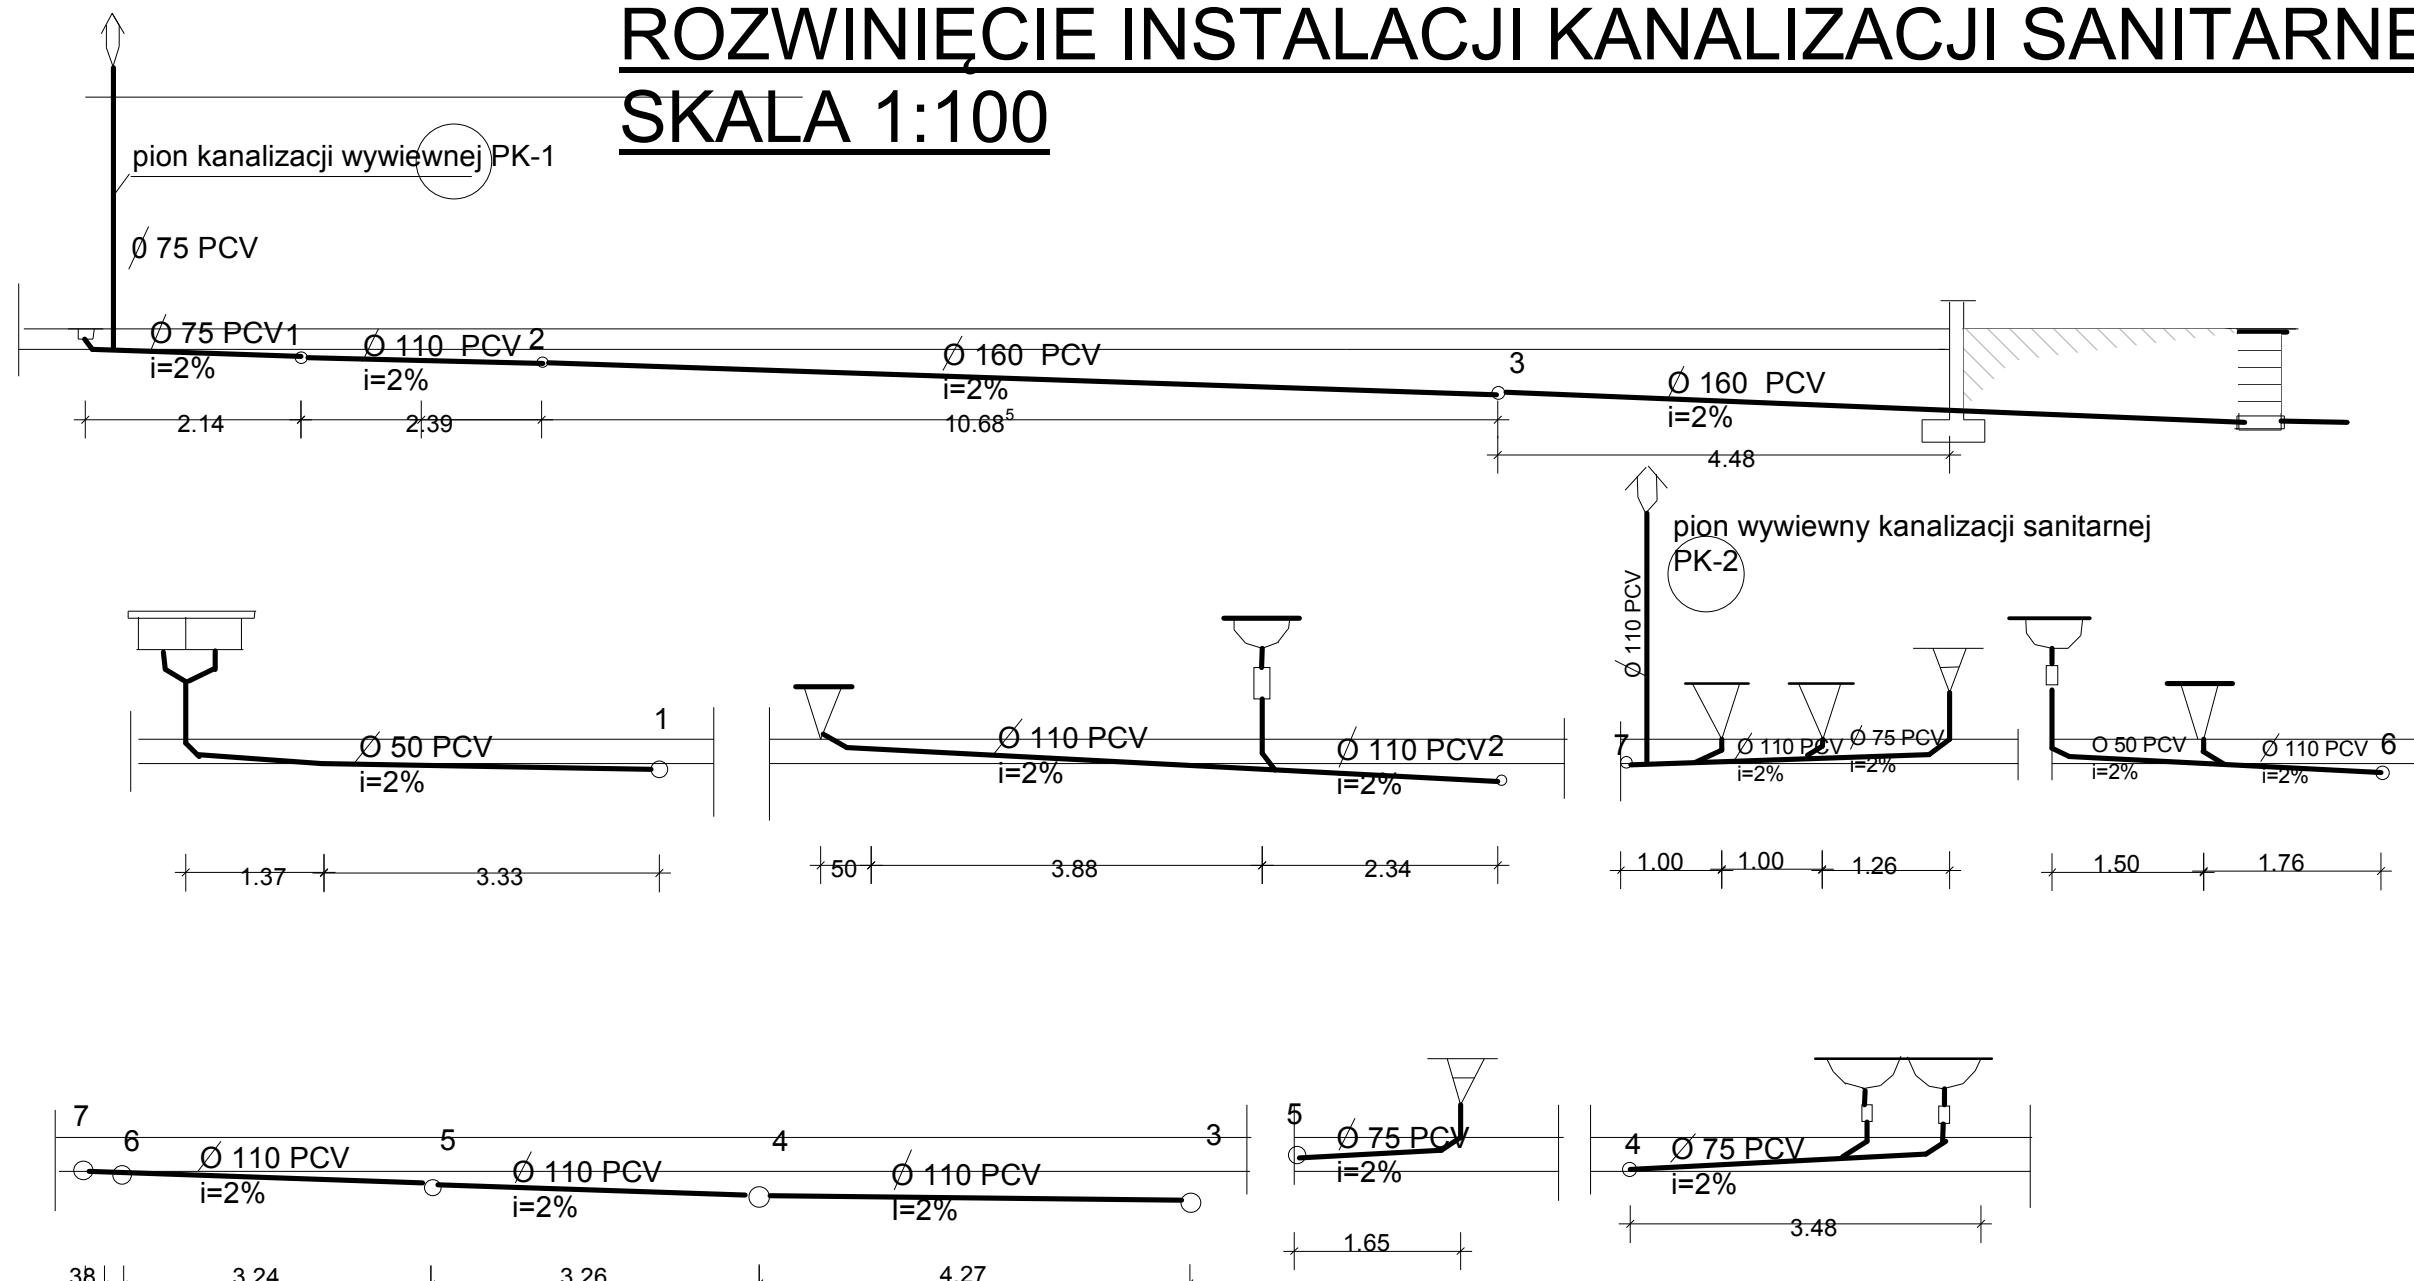 ROZWINIĘCIE INSTALACJI KANALIZACJI SANITARNE
SKALA 1:100
pion kanalizacji wywiewnej PK-1
Ø 75 PCV
Ø 75 PCV 1
i=2%
Ø 110 PCV 2
i=2%
Ø 160 PCV
i=2%
3
Ø 160 PCV
i=2%
2.14
2.39
10.68⁵
4.48
pion wywiewny kanalizacji sanitarnej
PK-2
Ø 110 PCV
1
Ø 50 PCV
i=2%
Ø 110 PCV
i=2%
Ø 110 PCV 2
i=2%
7
Ø 110 PCV
i=2%
Ø 75 PCV
i=2%
O 50 PCV
i=2%
Ø 110 PCV 6
i=2%
1.37
3.33
50
3.88
2.34
1.00
1.00
1.26
1.50
1.76
7
6
Ø 110 PCV
i=2%
5
Ø 110 PCV
i=2%
4
Ø 110 PCV
I=2%
3
5
Ø 75 PCV
i=2%
4
Ø 75 PCV
i=2%
1.65
3.48
38
3.24
3.26
4.27